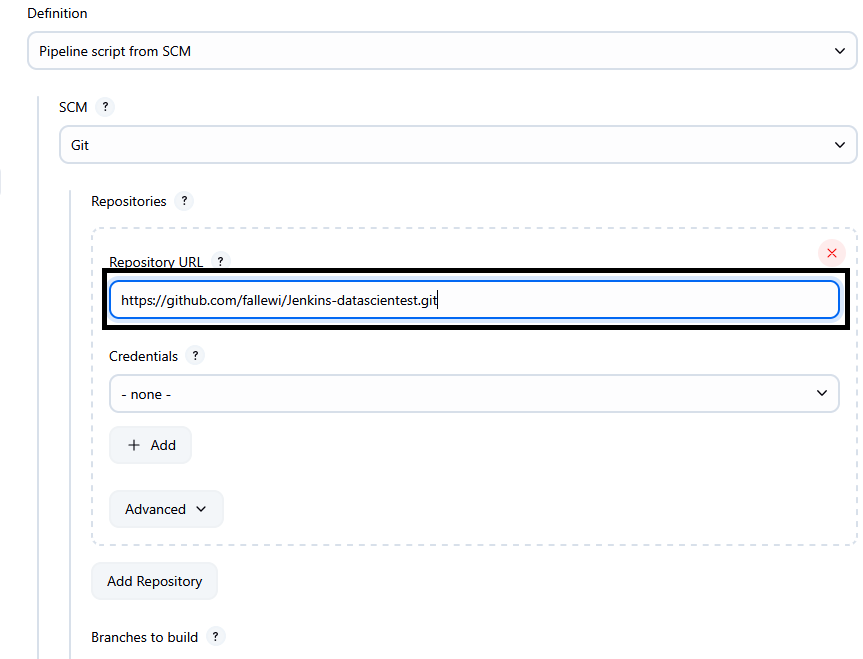 Definition
Pipeline script from SCM
SCM ?
Git
Repositories ?
Repository URL ?
https://github.com/fallewi/Jenkins-datascientest.git
Credentials ?
- none -
+ Add
Advanced
Add Repository
Branches to build ?